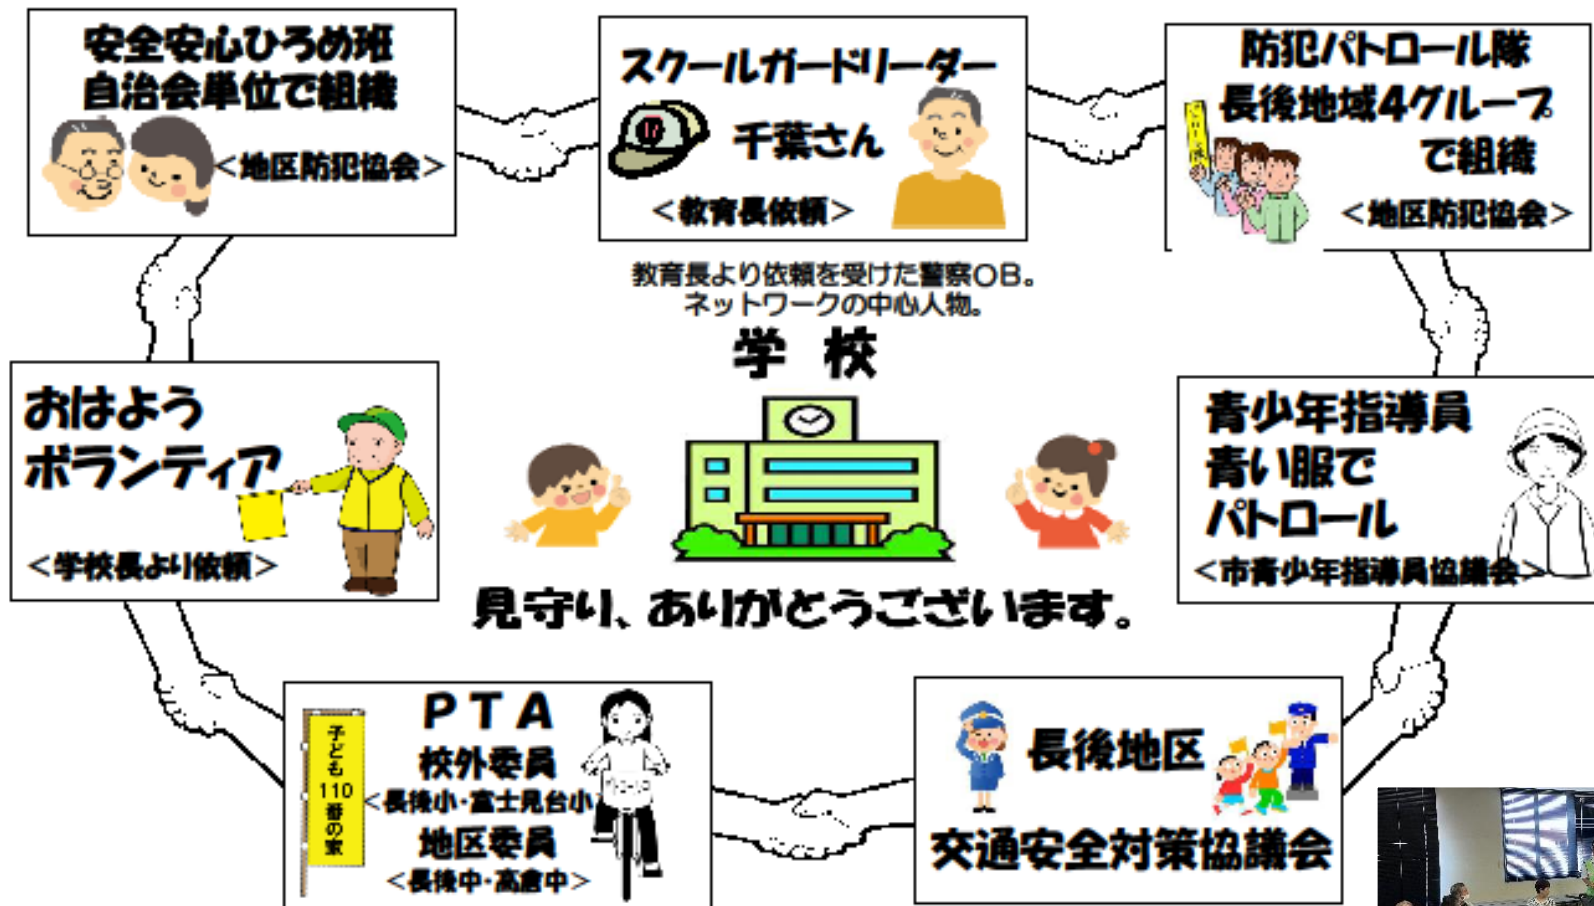 安全安心ひろめ班
自治会単位で組織
<地区防犯協会>
スクールガードリーダー
千葉さん
<教育長依頼>
防犯パトロール隊
長後地域4グループ
で組織
<地区防犯協会>
教育長より依頼を受けた警察OB。
ネットワークの中心人物。
学校
おはよう
ボランティア
<学校長より依頼>
青少年指導員
青い服で
パトロール
<市青少年指導員協議会>
見守り、ありがとうございます。
子ども110番の家
PTA
校外委員
<長後小・富士見台小
地区委員
<長後中・高倉中>
長後地区
交通安全対策協議会